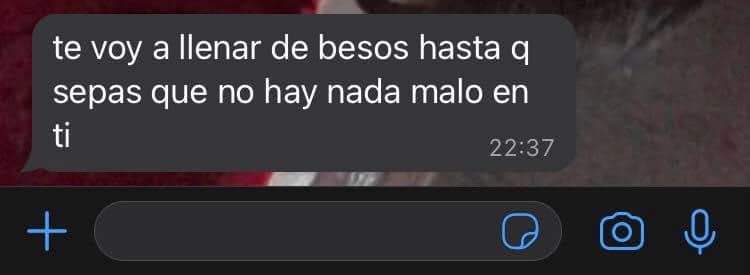 te voy a llenar de besos hasta q
sepas que no hay nada malo en
ti
22:37